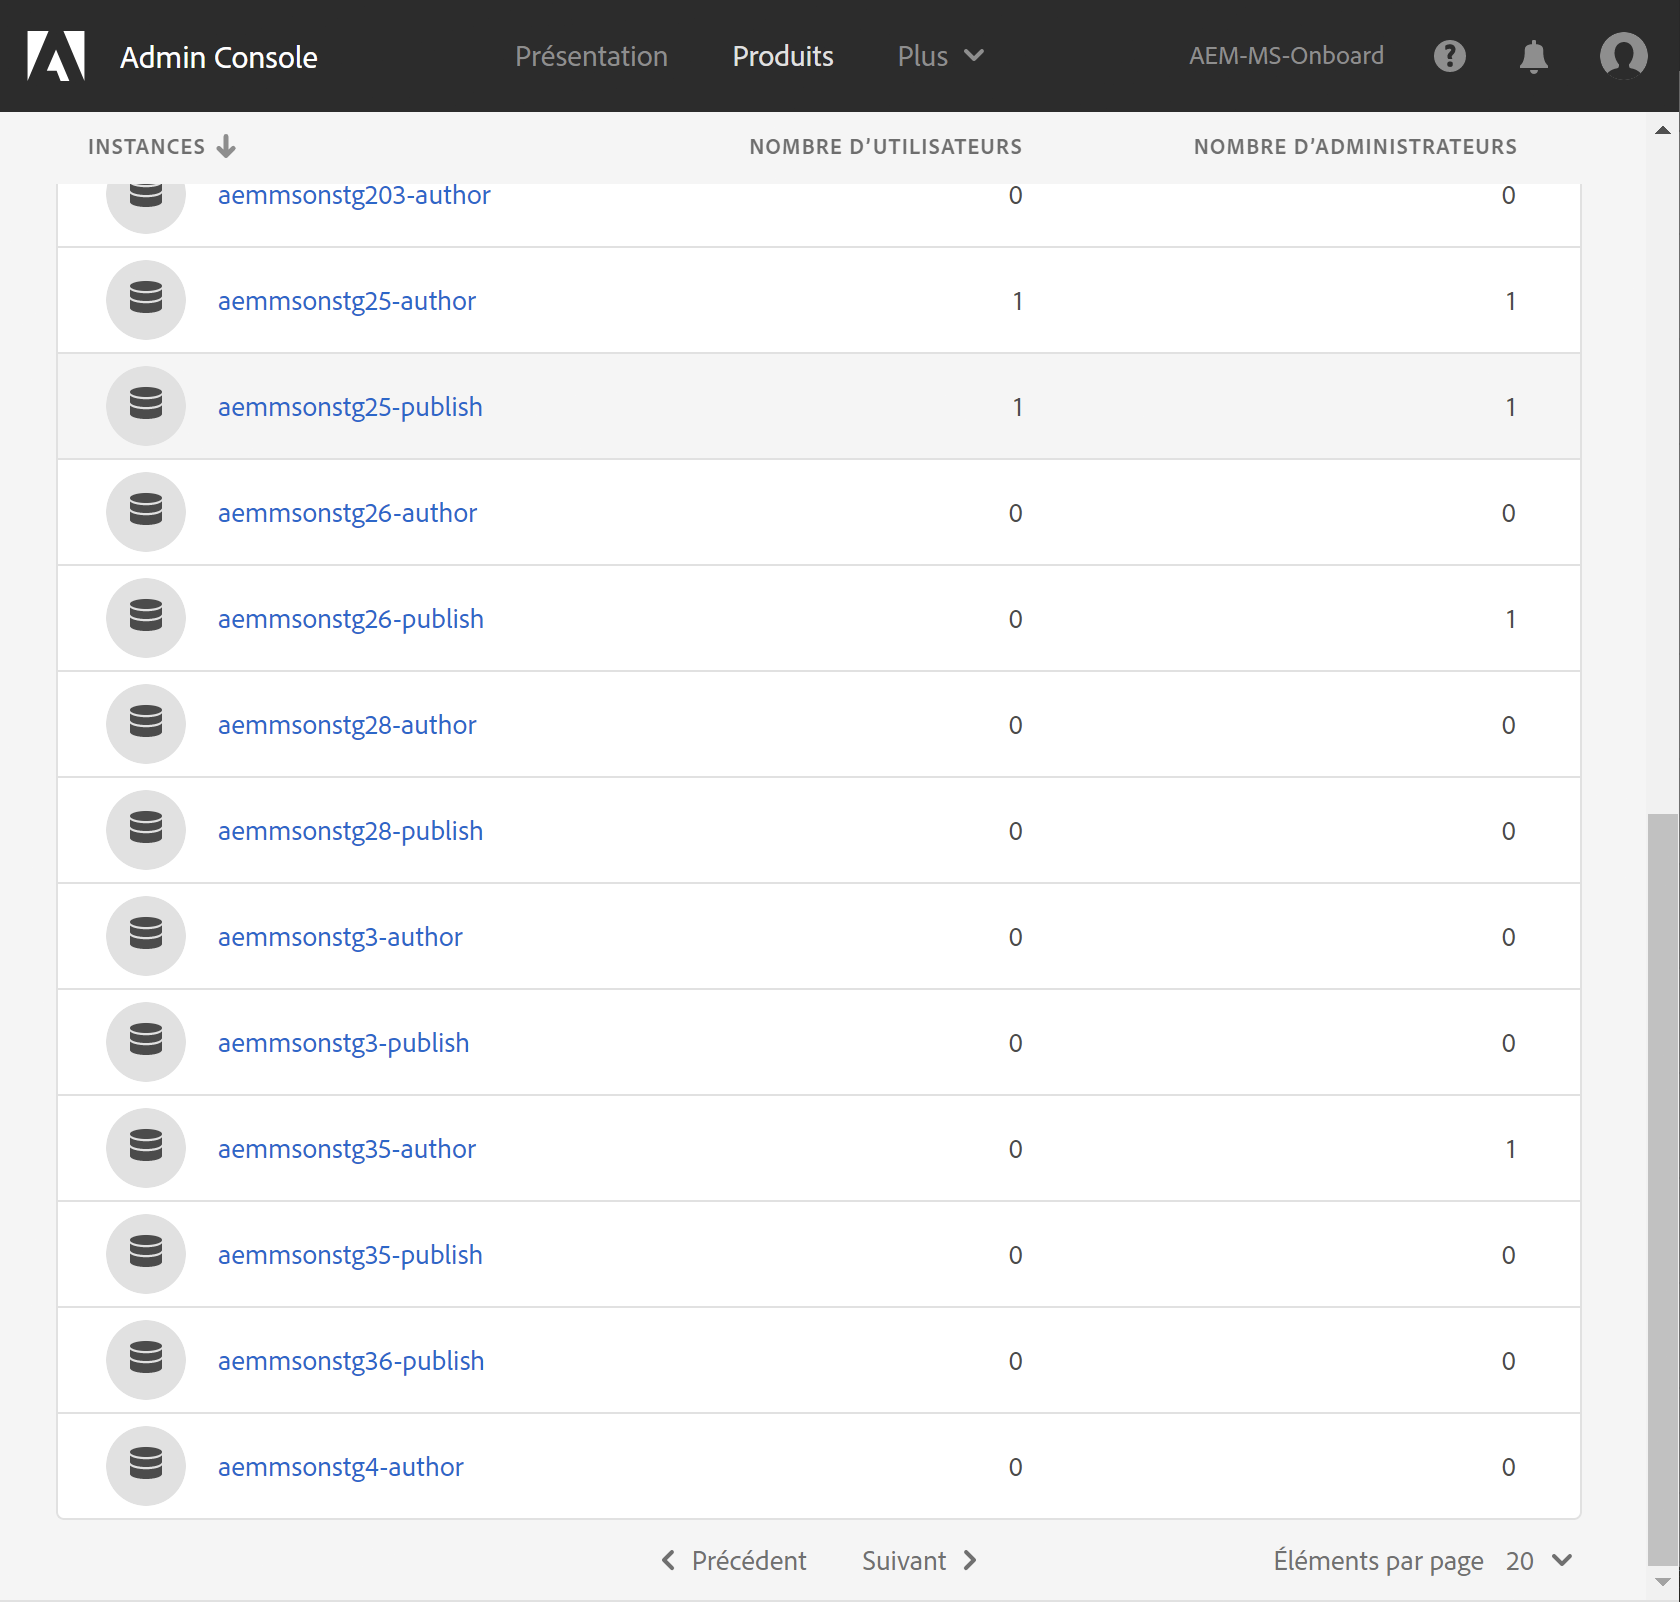 Admin Console Présentation Produits Plus AEM-MS-Onboard
INSTANCES NOMBRE D’UTILISATEURS NOMBRE D’ADMINISTRATEURS
aemmsonstg203-author 0 0
aemmsonstg25-author 1 1
aemmsonstg25-publish 1 1
aemmsonstg26-author 0 0
aemmsonstg26-publish 0 1
aemmsonstg28-author 0 0
aemmsonstg28-publish 0 0
aemmsonstg3-author 0 0
aemmsonstg3-publish 0 0
aemmsonstg35-author 0 1
aemmsonstg35-publish 0 0
aemmsonstg36-publish 0 0
aemmsonstg4-author 0 0
Précédent Suivant Éléments par page 20